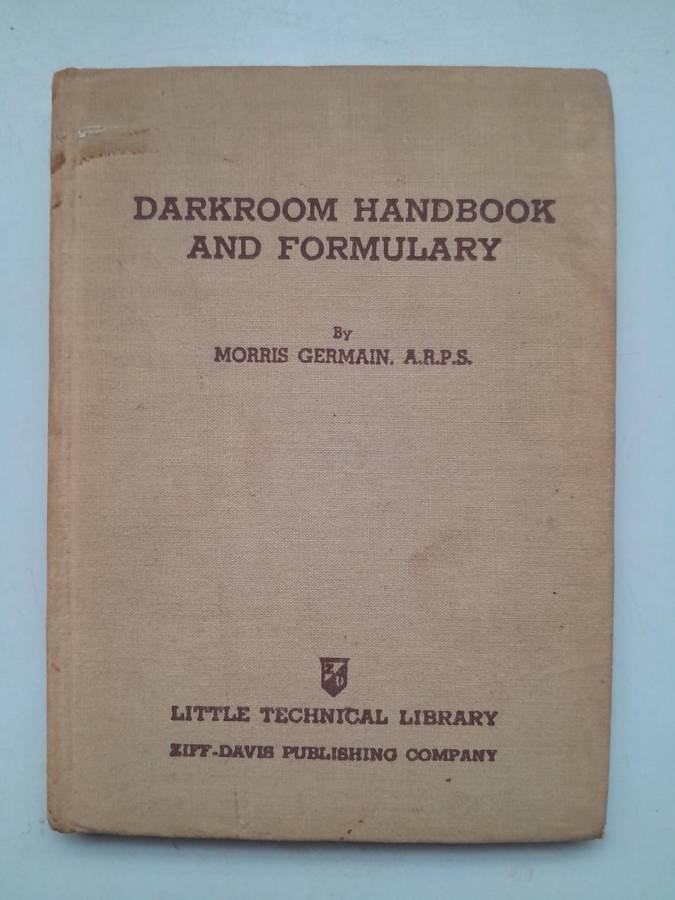 DARKROOM HANDBOOK
AND FORMULARY
By
MORRIS GERMAIN, A.R.P.S.
Z D
LITTLE TECHNICAL LIBRARY
ZIFF-DAVIS PUBLISHING COMPANY